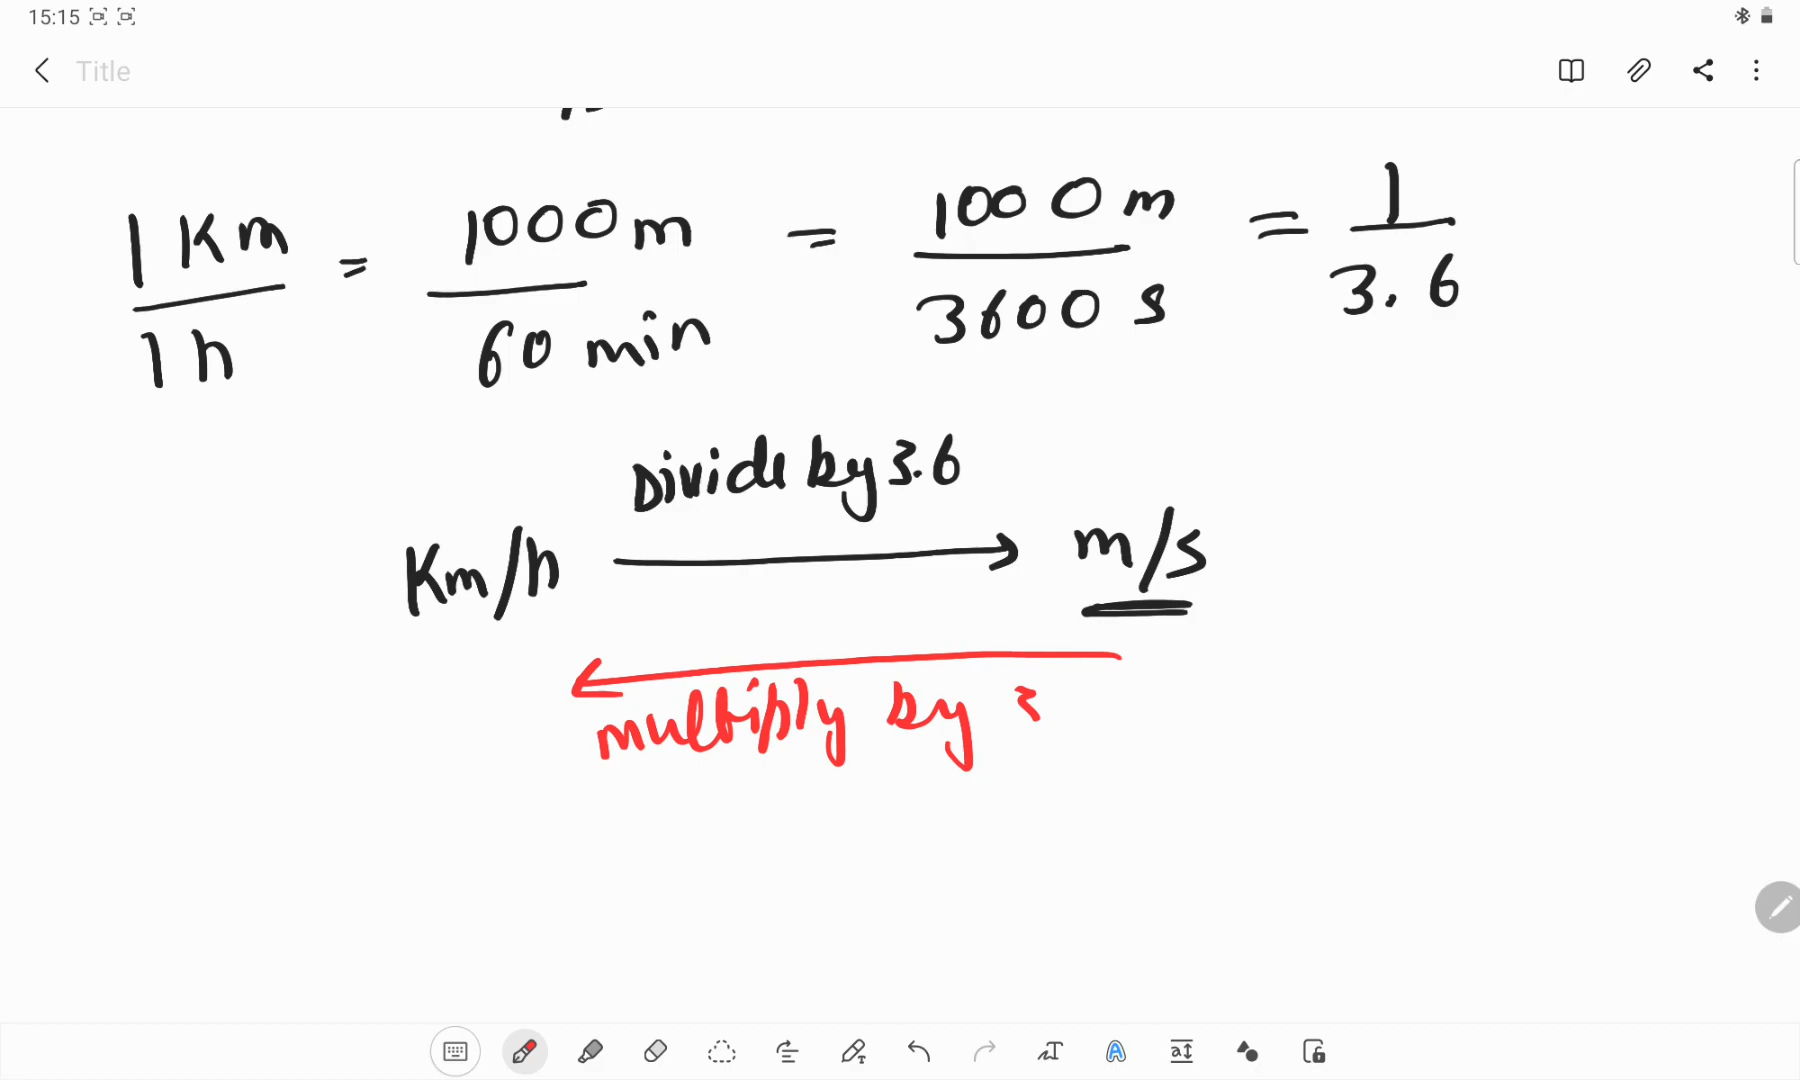 15:15
Title
1 Km / 1 h = 1000 m / 60 min = 1000 m / 3600 s = 1 / 3.6
Divide by 3.6
Km/h → m/s
multiply by 3